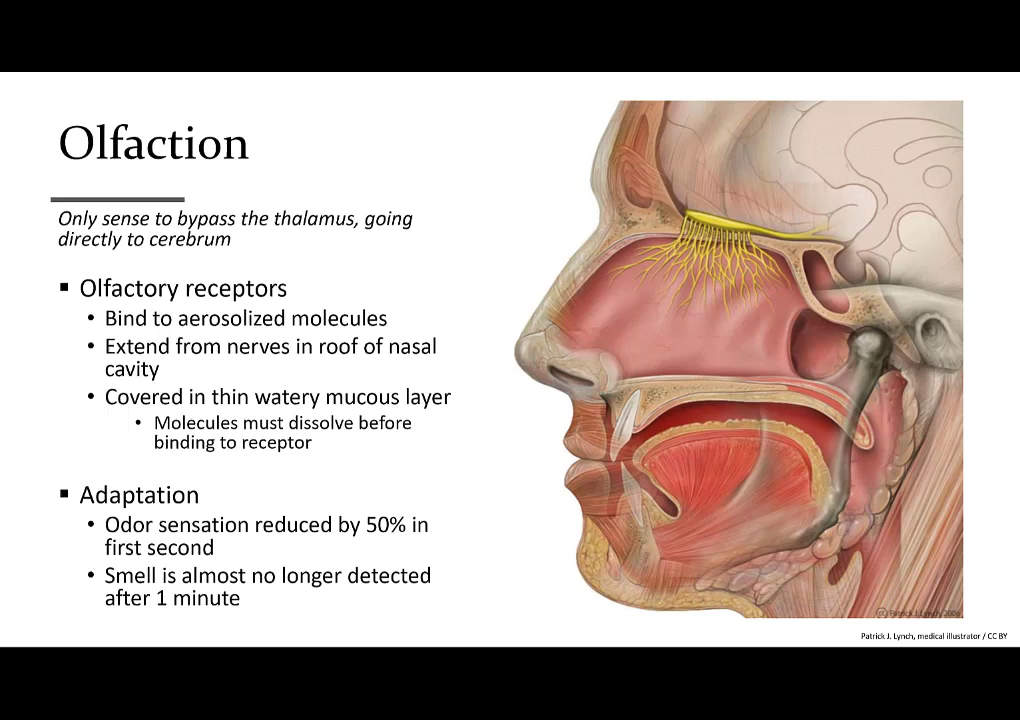 Olfaction
Only sense to bypass the thalamus, going
directly to cerebrum
▪ Olfactory receptors
• Bind to aerosolized molecules
• Extend from nerves in roof of nasal
cavity
• Covered in thin watery mucous layer
• Molecules must dissolve before
binding to receptor
▪ Adaptation
• Odor sensation reduced by 50% in
first second
• Smell is almost no longer detected
after 1 minute
Patrick J. Lynch 2006
Patrick J. Lynch, medical illustrator / CC BY